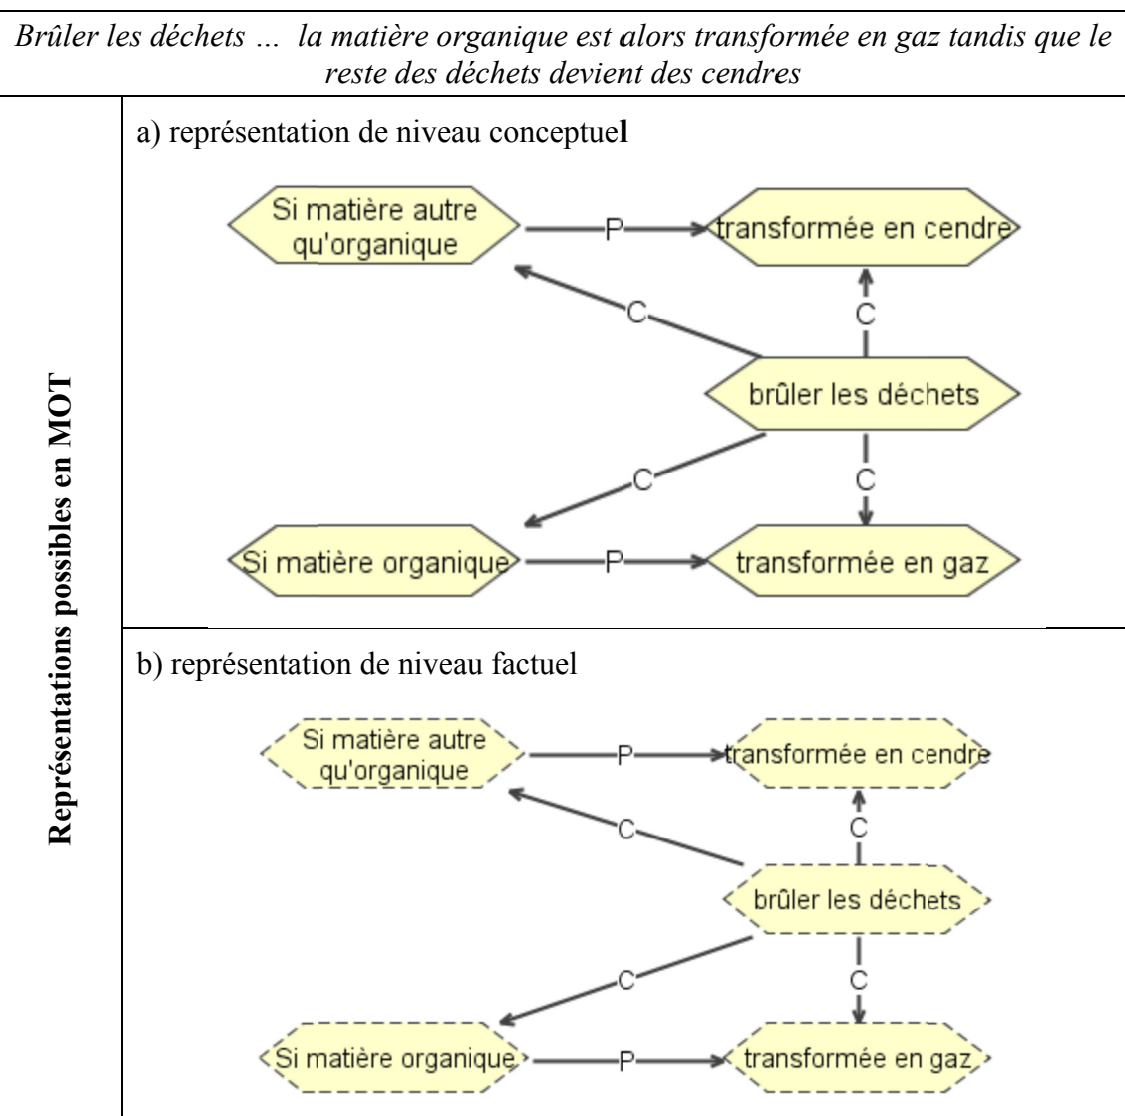 Brûler les déchets … la matière organique est alors transformée en gaz tandis que le
reste des déchets devient des cendres
Représentations possibles en MOT
a) représentation de niveau conceptuel
Si matière autre
qu'organique
P
transformée en cendre
C
C
brûler les déchets
C
C
Si matière organique
P
transformée en gaz
b) représentation de niveau factuel
Si matière autre
qu'organique
P
transformée en cendre
C
C
brûler les déchets
C
C
Si matière organique
P
transformée en gaz